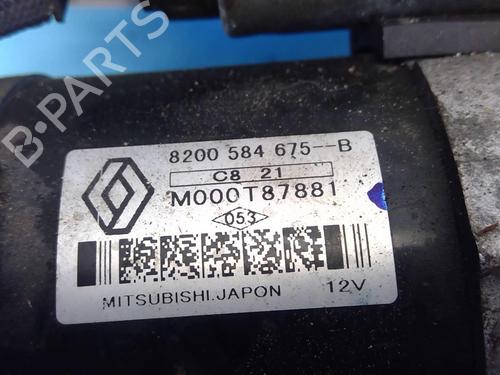 B-PARTS
8200 584 675--B
C8 21
M000T87881
053
MITSUBISHI.JAPON 12V